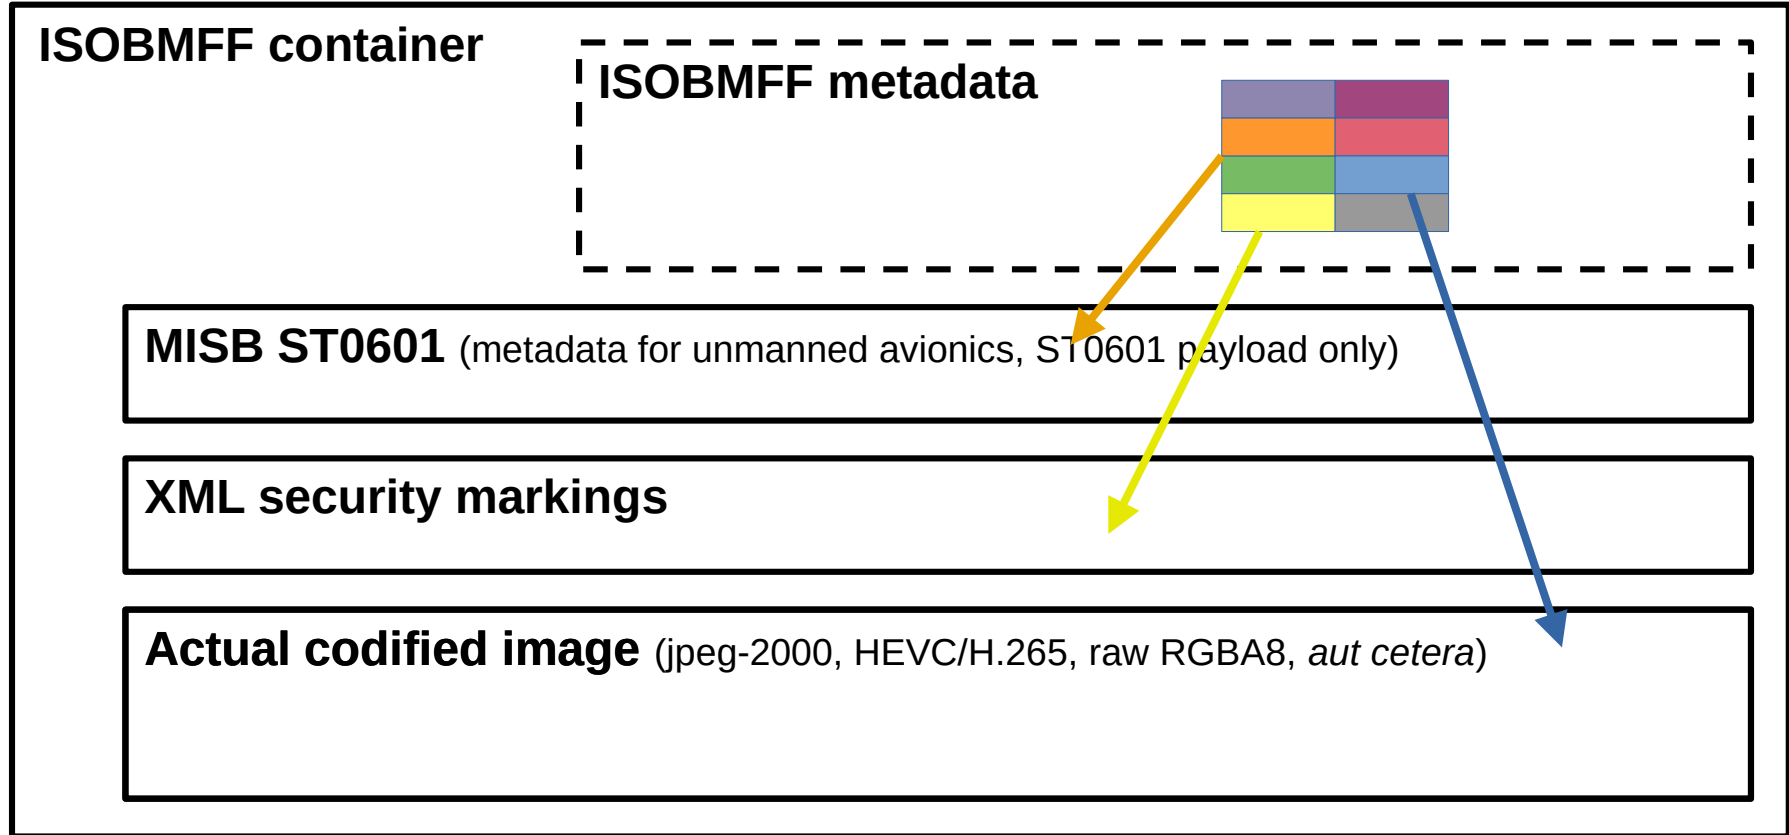 ISOBMFF container
ISOBMFF metadata
MISB ST0601 (metadata for unmanned avionics, ST0601 payload only)
XML security markings
Actual codified image (jpeg-2000, HEVC/H.265, raw RGBA8, aut cetera)